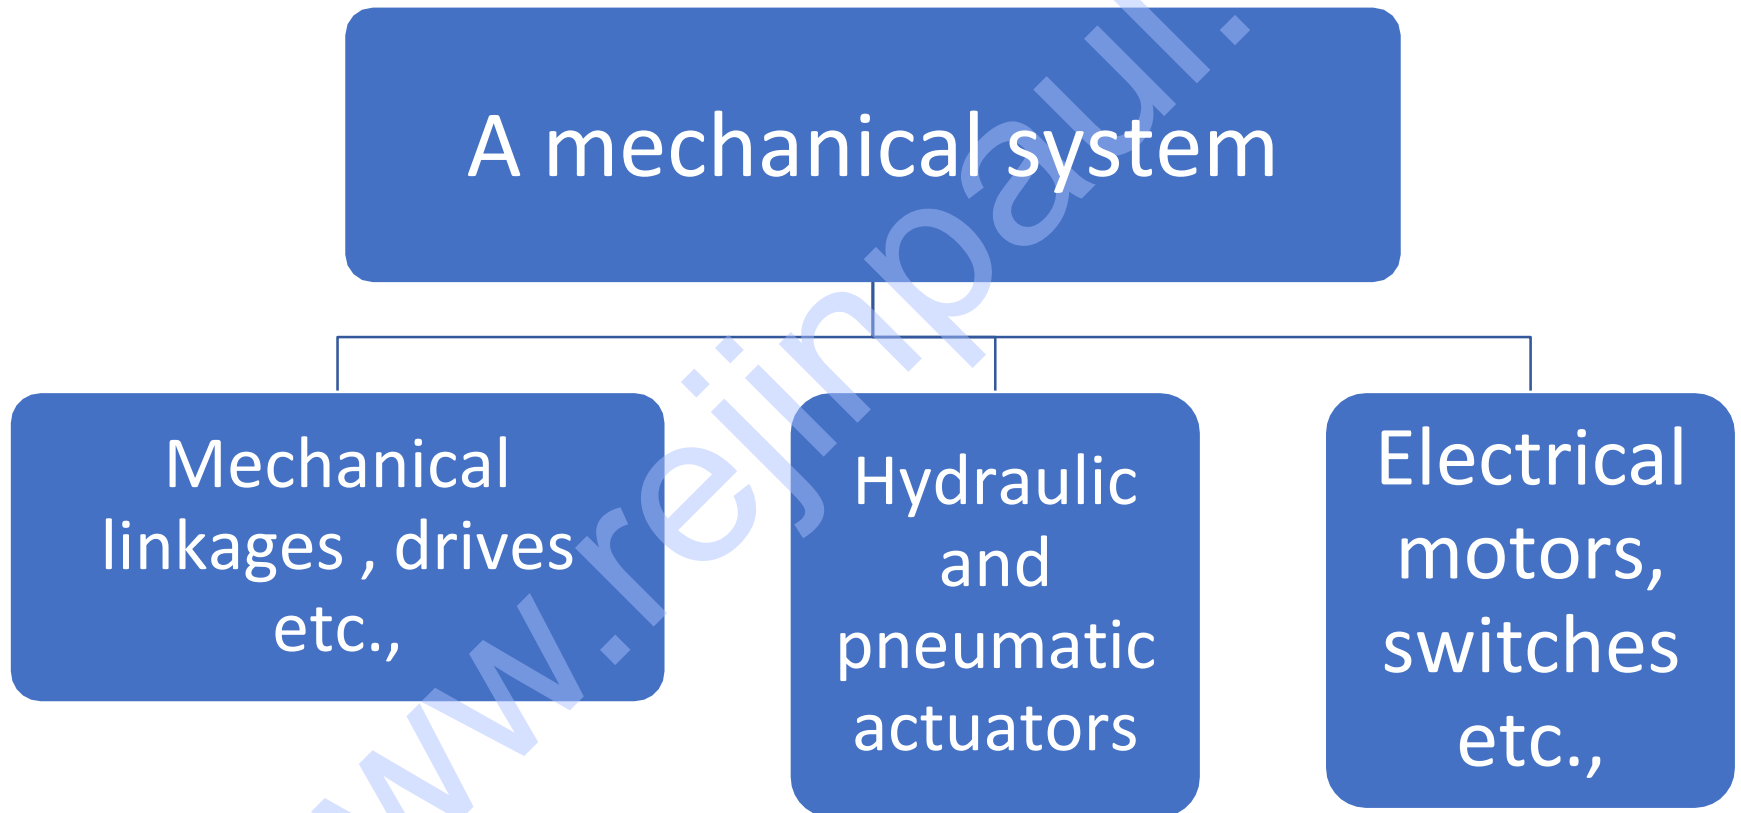 A mechanical system
Mechanical
linkages , drives
etc.,
Hydraulic
and
pneumatic
actuators
Electrical
motors,
switches
etc.,
www.rejinpaul.